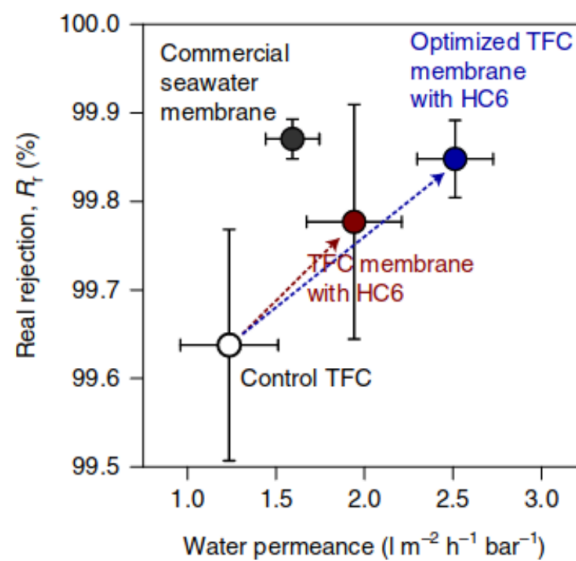 100.0
99.9
99.8
99.7
99.6
99.5
Real rejection, Rr (%)
Commercial
seawater
membrane
Optimized TFC
membrane
with HC6
TFC membrane
with HC6
Control TFC
1.0 1.5 2.0 2.5 3.0
Water permeance (l m⁻² h⁻¹ bar⁻¹)